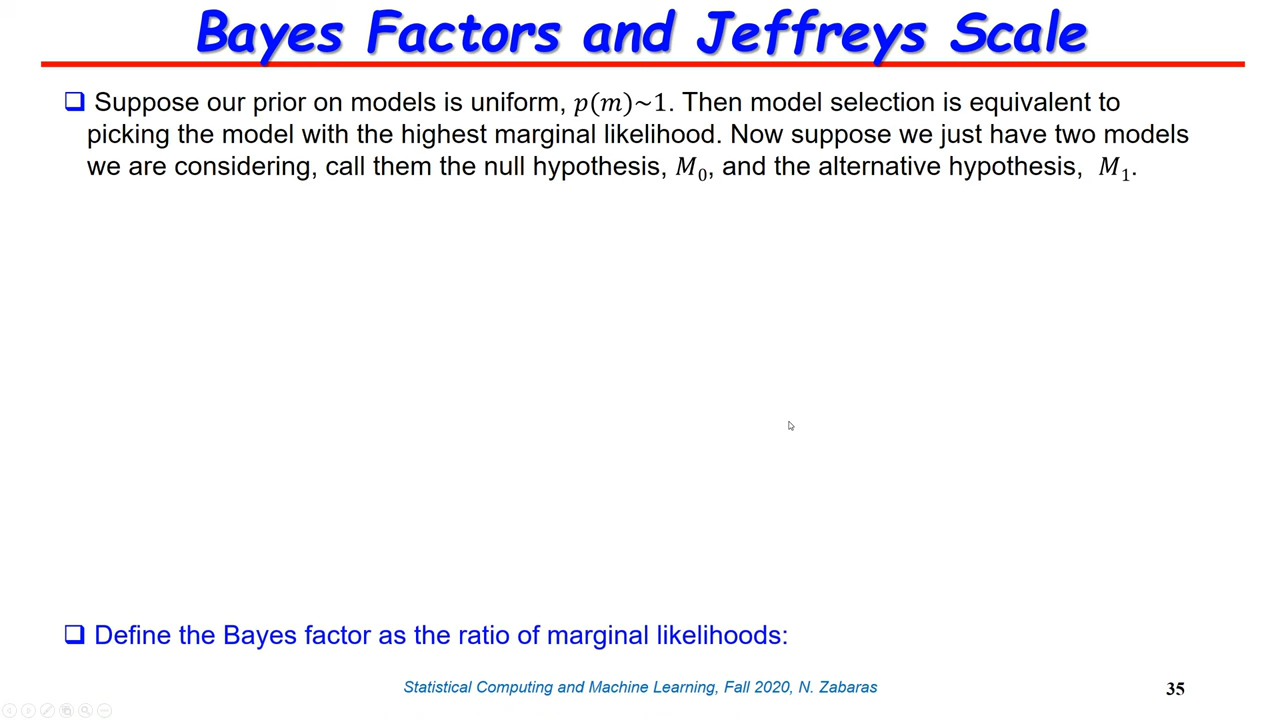 Bayes Factors and Jeffreys Scale
❑ Suppose our prior on models is uniform, 𝑝(𝑚)~1. Then model selection is equivalent to
picking the model with the highest marginal likelihood. Now suppose we just have two models
we are considering, call them the null hypothesis, 𝑀₀, and the alternative hypothesis, 𝑀₁.
❑ Define the Bayes factor as the ratio of marginal likelihoods:
Statistical Computing and Machine Learning, Fall 2020, N. Zabaras
35